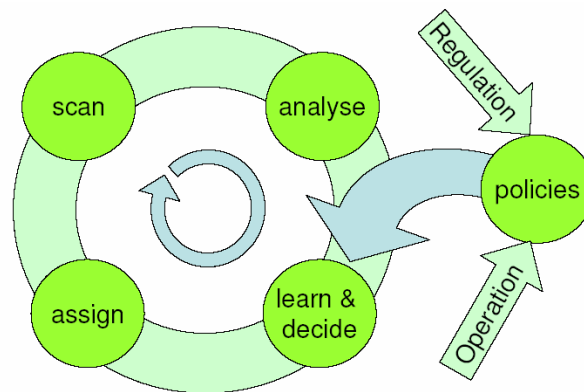 scan
analyse
Regulation
policies
assign
learn &
decide
Operation